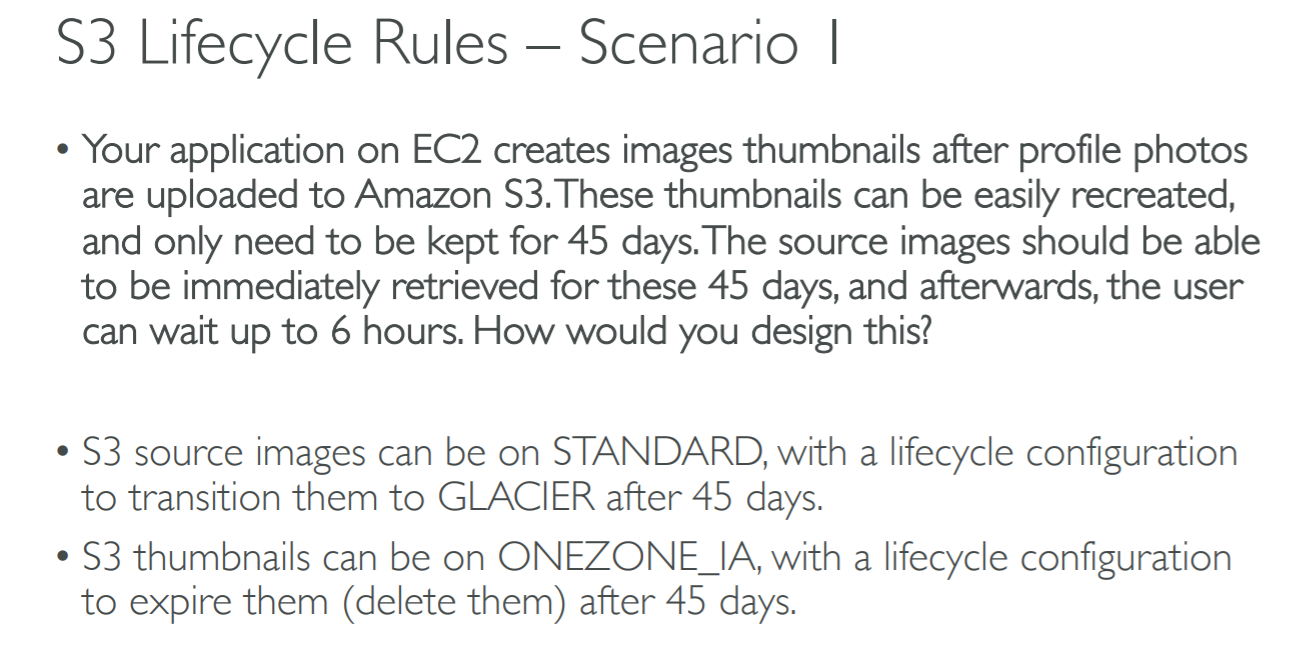 S3 Lifecycle Rules – Scenario 1
• Your application on EC2 creates images thumbnails after profile photos
are uploaded to Amazon S3. These thumbnails can be easily recreated,
and only need to be kept for 45 days. The source images should be able
to be immediately retrieved for these 45 days, and afterwards, the user
can wait up to 6 hours. How would you design this?
• S3 source images can be on STANDARD, with a lifecycle configuration
to transition them to GLACIER after 45 days.
• S3 thumbnails can be on ONEZONE_IA, with a lifecycle configuration
to expire them (delete them) after 45 days.